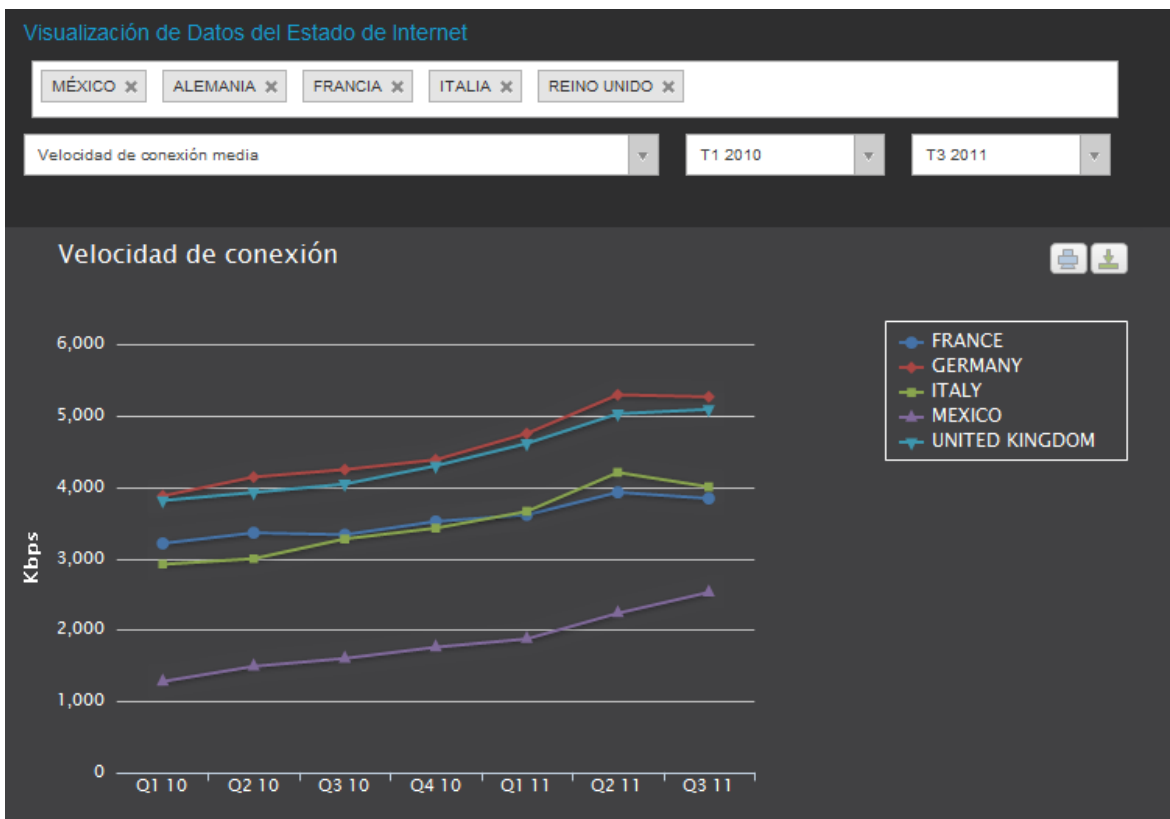 Visualización de Datos del Estado de Internet
MÉXICO ALEMANIA FRANCIA ITALIA REINO UNIDO
Velocidad de conexión media T1 2010 T3 2011
Velocidad de conexión
6,000
5,000
4,000
3,000
2,000
1,000
0
Kbps
Q1 10 Q2 10 Q3 10 Q4 10 Q1 11 Q2 11 Q3 11
FRANCE
GERMANY
ITALY
MEXICO
UNITED KINGDOM